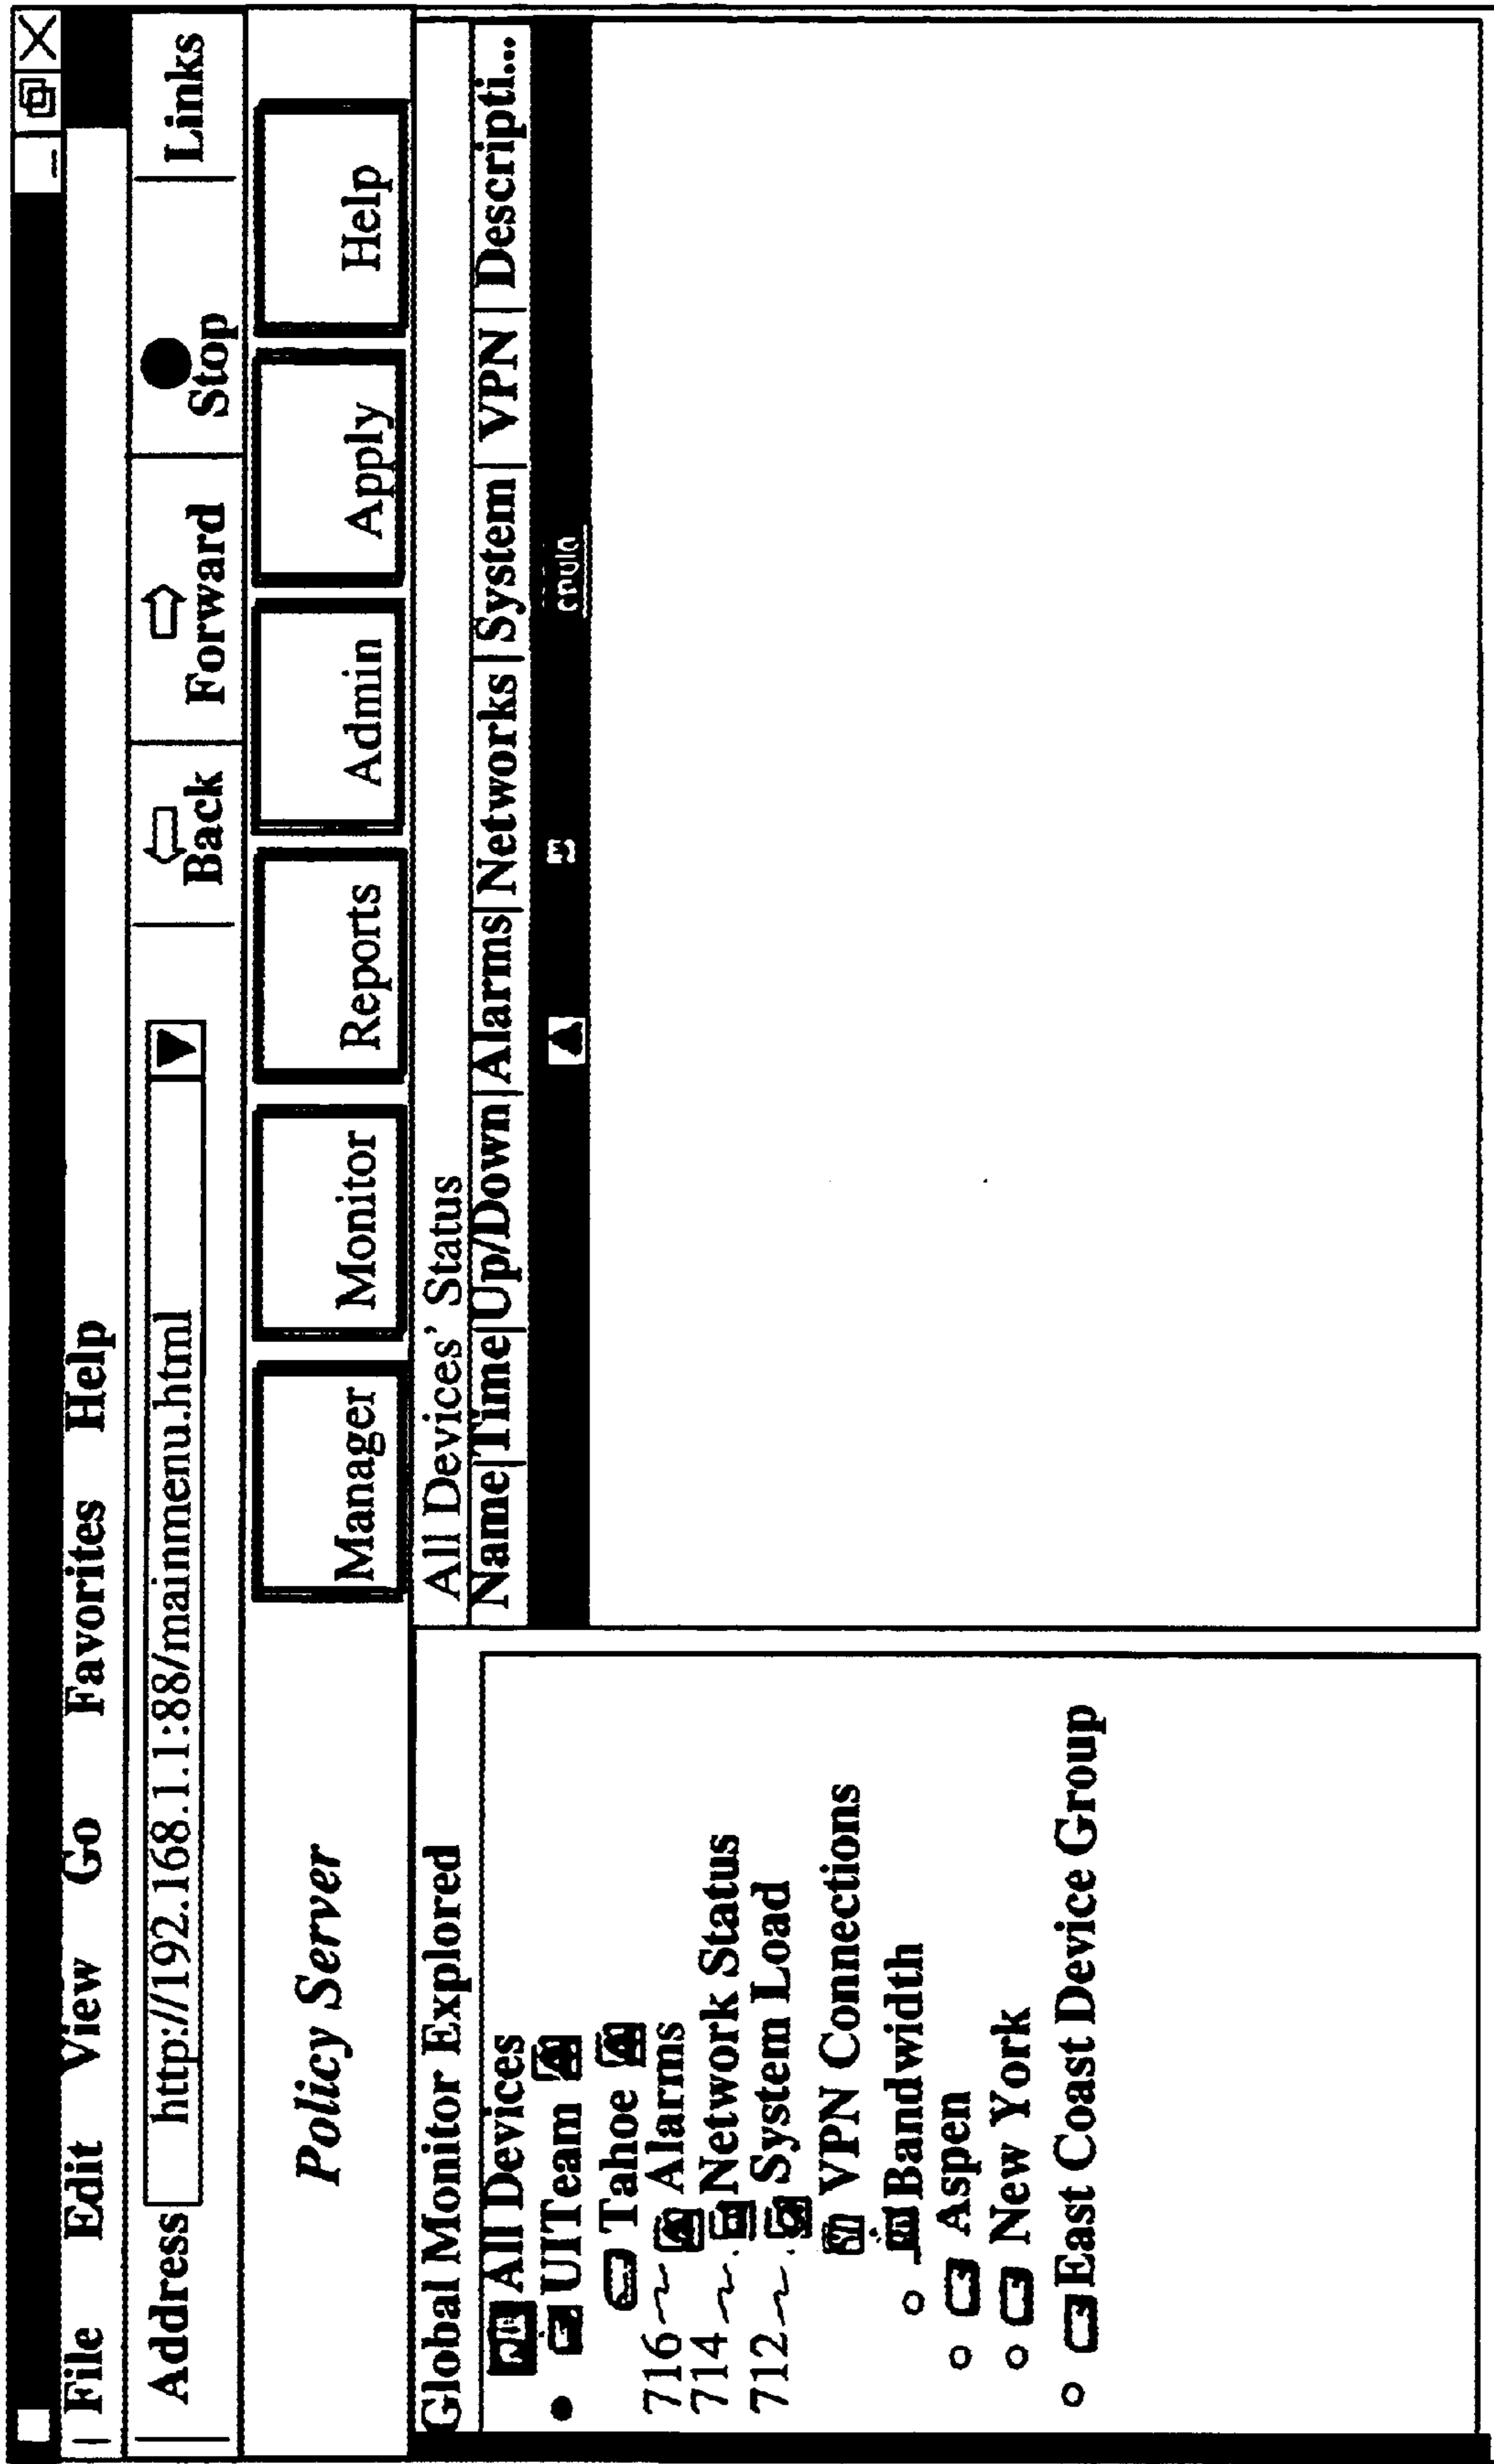 File Edit View Go Favorites Help
Address http://192.168.1.1:88/mainmenu.html Back Forward Stop Links
Policy Server Manager Monitor Reports Admin Apply Help
Global Monitor Explored
All Devices
UITeam
Tahoe
716 Alarms
714 Network Status
712 System Load
VPN Connections
Bandwidth
Aspen
New York
East Coast Device Group
All Devices' Status
Name Time Up/Down Alarms Networks System VPN Descripti...